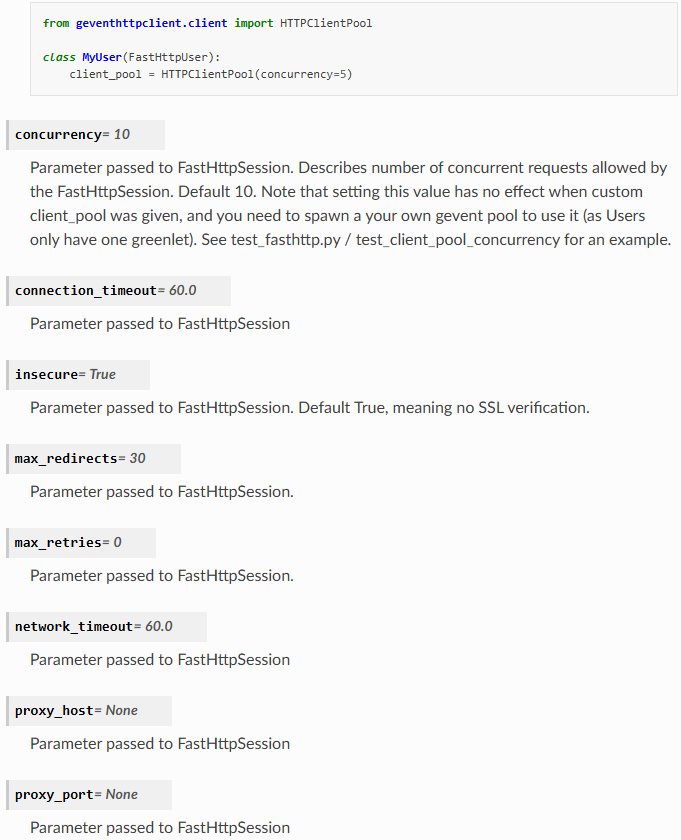 from geventhttpclient.client import HTTPClientPool
class MyUser(FastHttpUser):
    client_pool = HTTPClientPool(concurrency=5)
concurrency= 10
Parameter passed to FastHttpSession. Describes number of concurrent requests allowed by
the FastHttpSession. Default 10. Note that setting this value has no effect when custom
client_pool was given, and you need to spawn a your own gevent pool to use it (as Users
only have one greenlet). See test_fasthttp.py / test_client_pool_concurrency for an example.
connection_timeout= 60.0
Parameter passed to FastHttpSession
insecure= True
Parameter passed to FastHttpSession. Default True, meaning no SSL verification.
max_redirects= 30
Parameter passed to FastHttpSession.
max_retries= 0
Parameter passed to FastHttpSession.
network_timeout= 60.0
Parameter passed to FastHttpSession
proxy_host= None
Parameter passed to FastHttpSession
proxy_port= None
Parameter passed to FastHttpSession